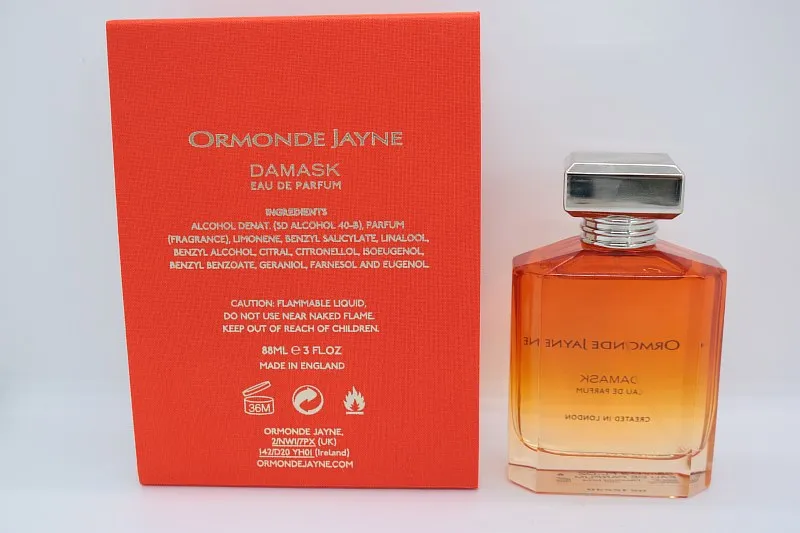 ORMONDE JAYNE
DAMASK
EAU DE PARFUM
INGREDIENTS
ALCOHOL DENAT. (SD ALCOHOL 40-B), PARFUM
(FRAGRANCE), LIMONENE, BENZYL SALICYLATE, LINALOOL,
BENZYL ALCOHOL, CITRAL, CITRONELLOL, ISOEUGENOL,
BENZYL BENZOATE, GERANIOL, FARNESOL AND EUGENOL.
CAUTION: FLAMMABLE LIQUID,
DO NOT USE NEAR NAKED FLAME.
KEEP OUT OF REACH OF CHILDREN.
88ML ℮ 3 FL.OZ
MADE IN ENGLAND
36M
ORMONDE JAYNE,
2/NW1/7PX (UK)
142/D20 YH01 (Ireland)
ORMONDEJAYNE.COM
ORMONDE JAYNE
DAMASK
EAU DE PARFUM
CREATED IN LONDON